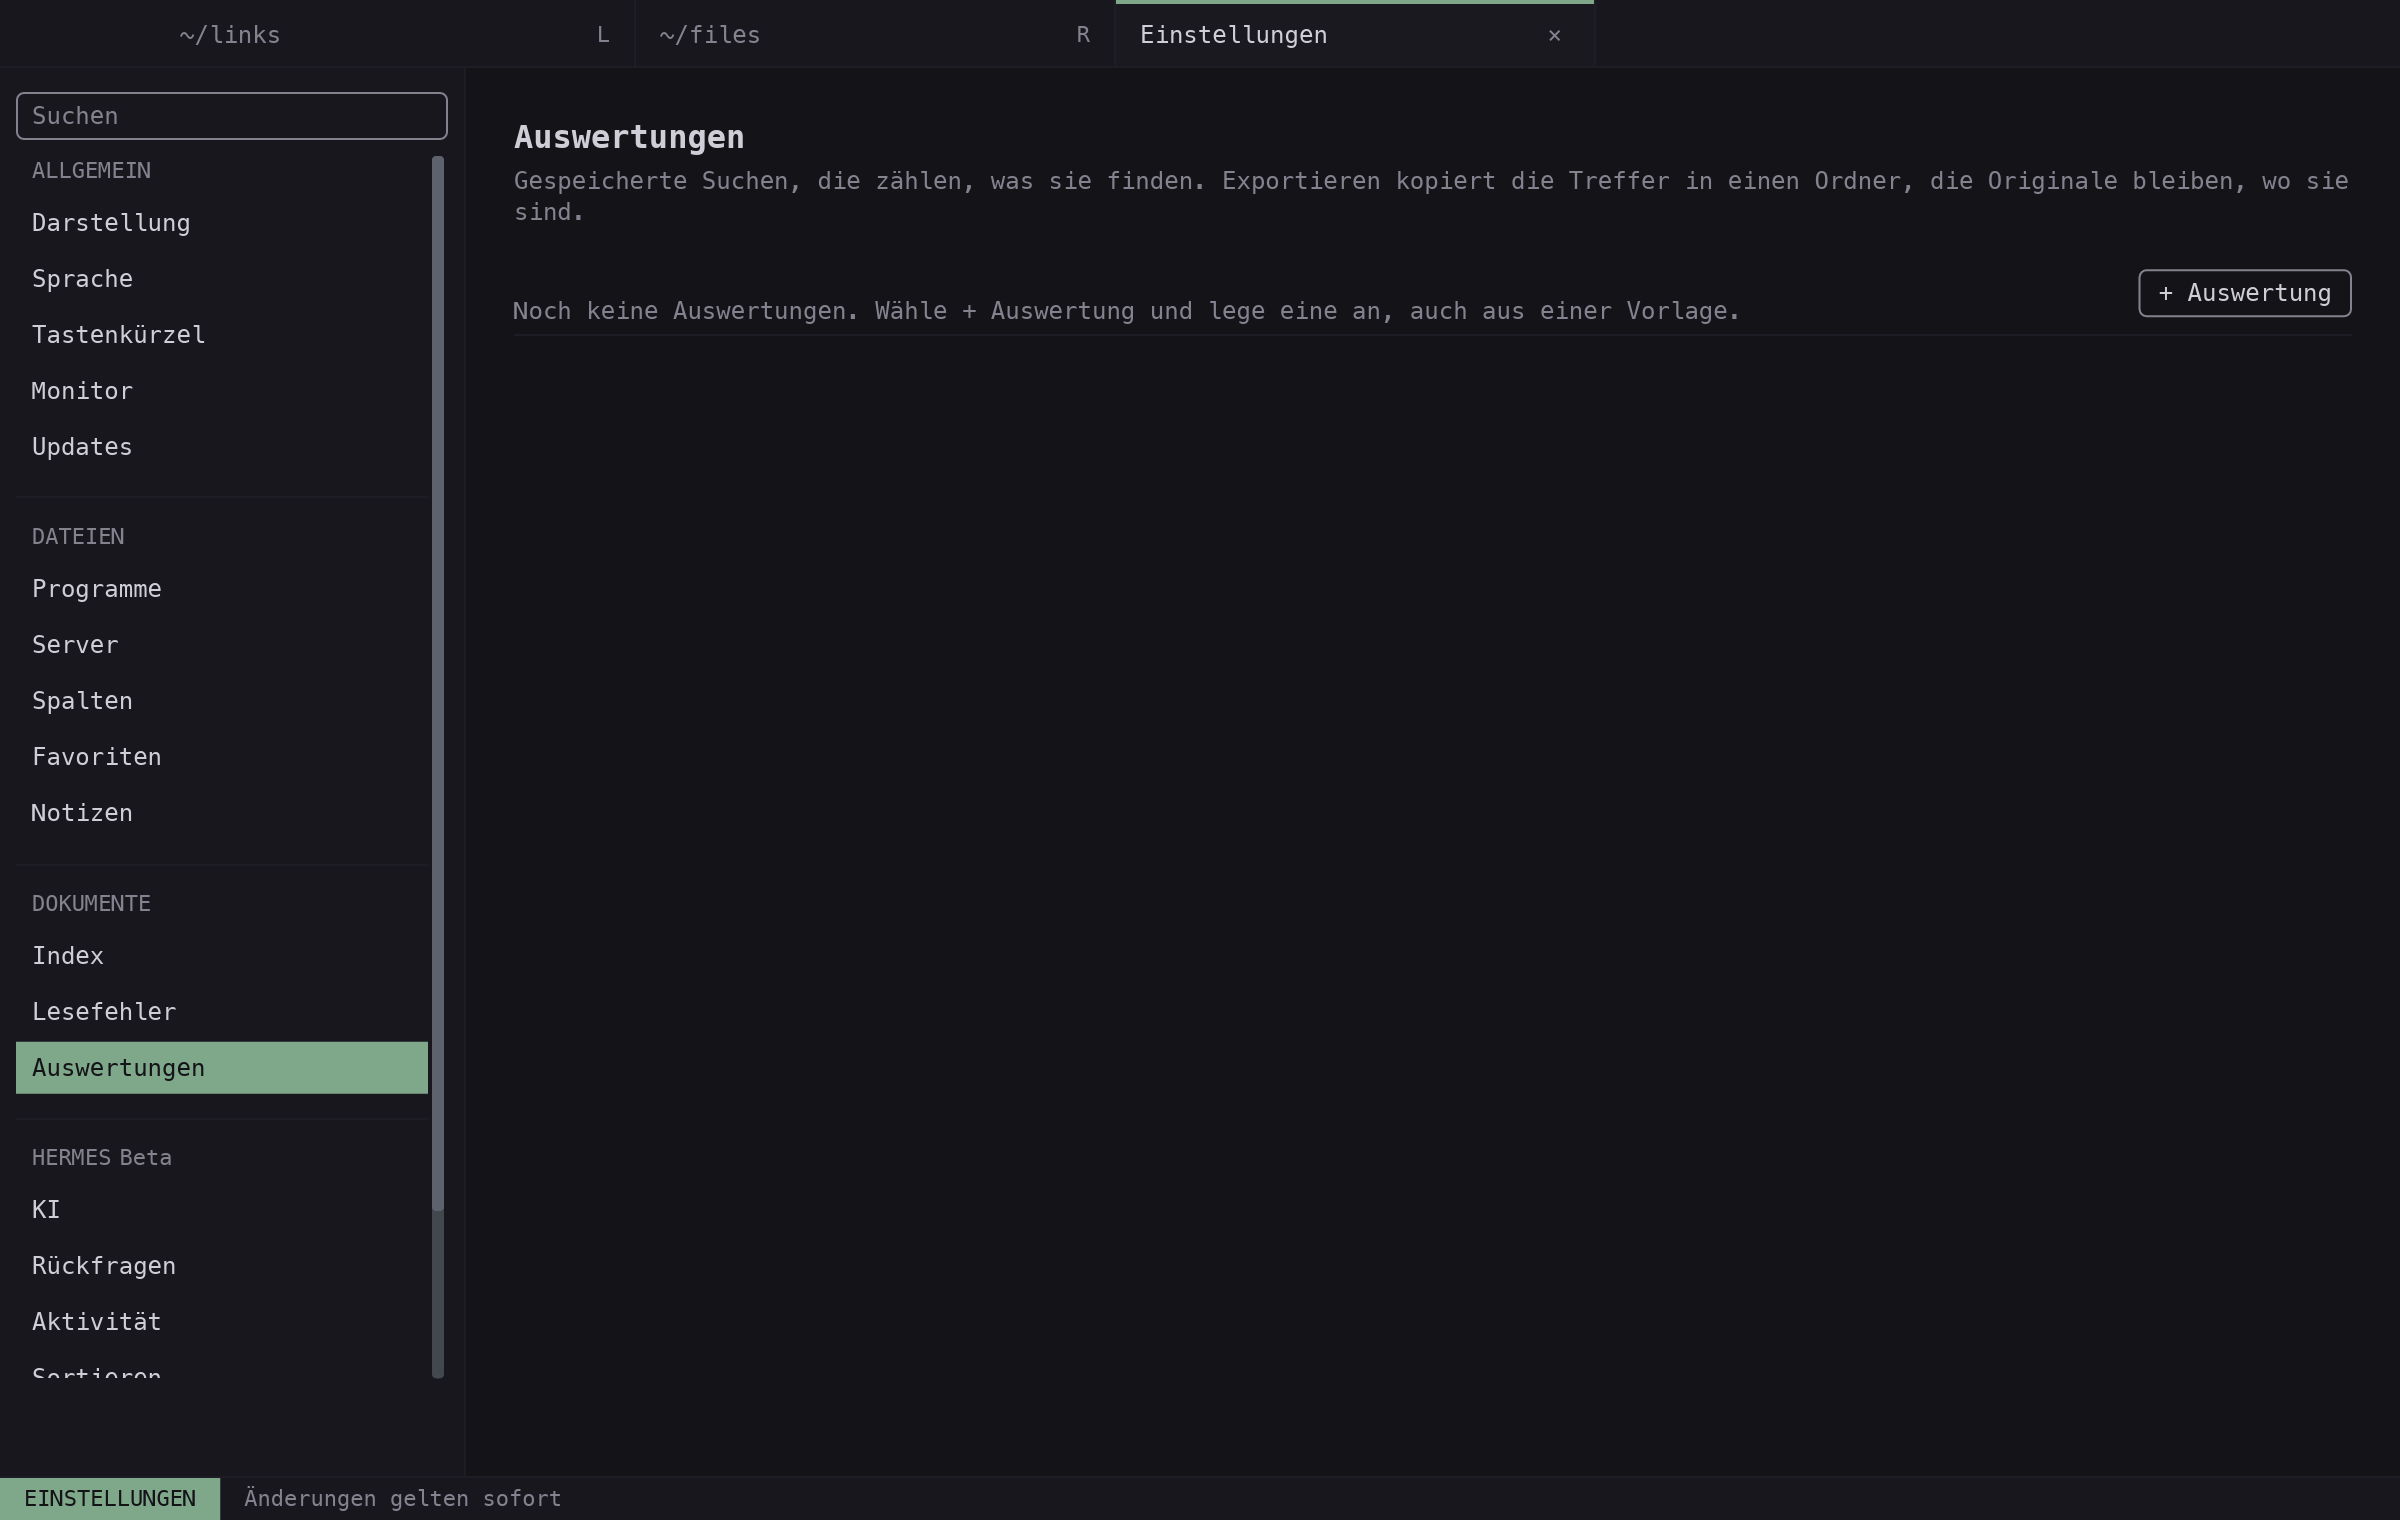 ~/links L ~/files R Einstellungen ×
Suchen
ALLGEMEIN
Darstellung
Sprache
Tastenkürzel
Monitor
Updates
DATEIEN
Programme
Server
Spalten
Favoriten
Notizen
DOKUMENTE
Index
Lesefehler
Auswertungen
HERMES Beta
KI
Rückfragen
Aktivität
Sortieren
Auswertungen
Gespeicherte Suchen, die zählen, was sie finden. Exportieren kopiert die Treffer in einen Ordner, die Originale bleiben, wo sie
sind.
+ Auswertung
Noch keine Auswertungen. Wähle + Auswertung und lege eine an, auch aus einer Vorlage.
EINSTELLUNGEN Änderungen gelten sofort